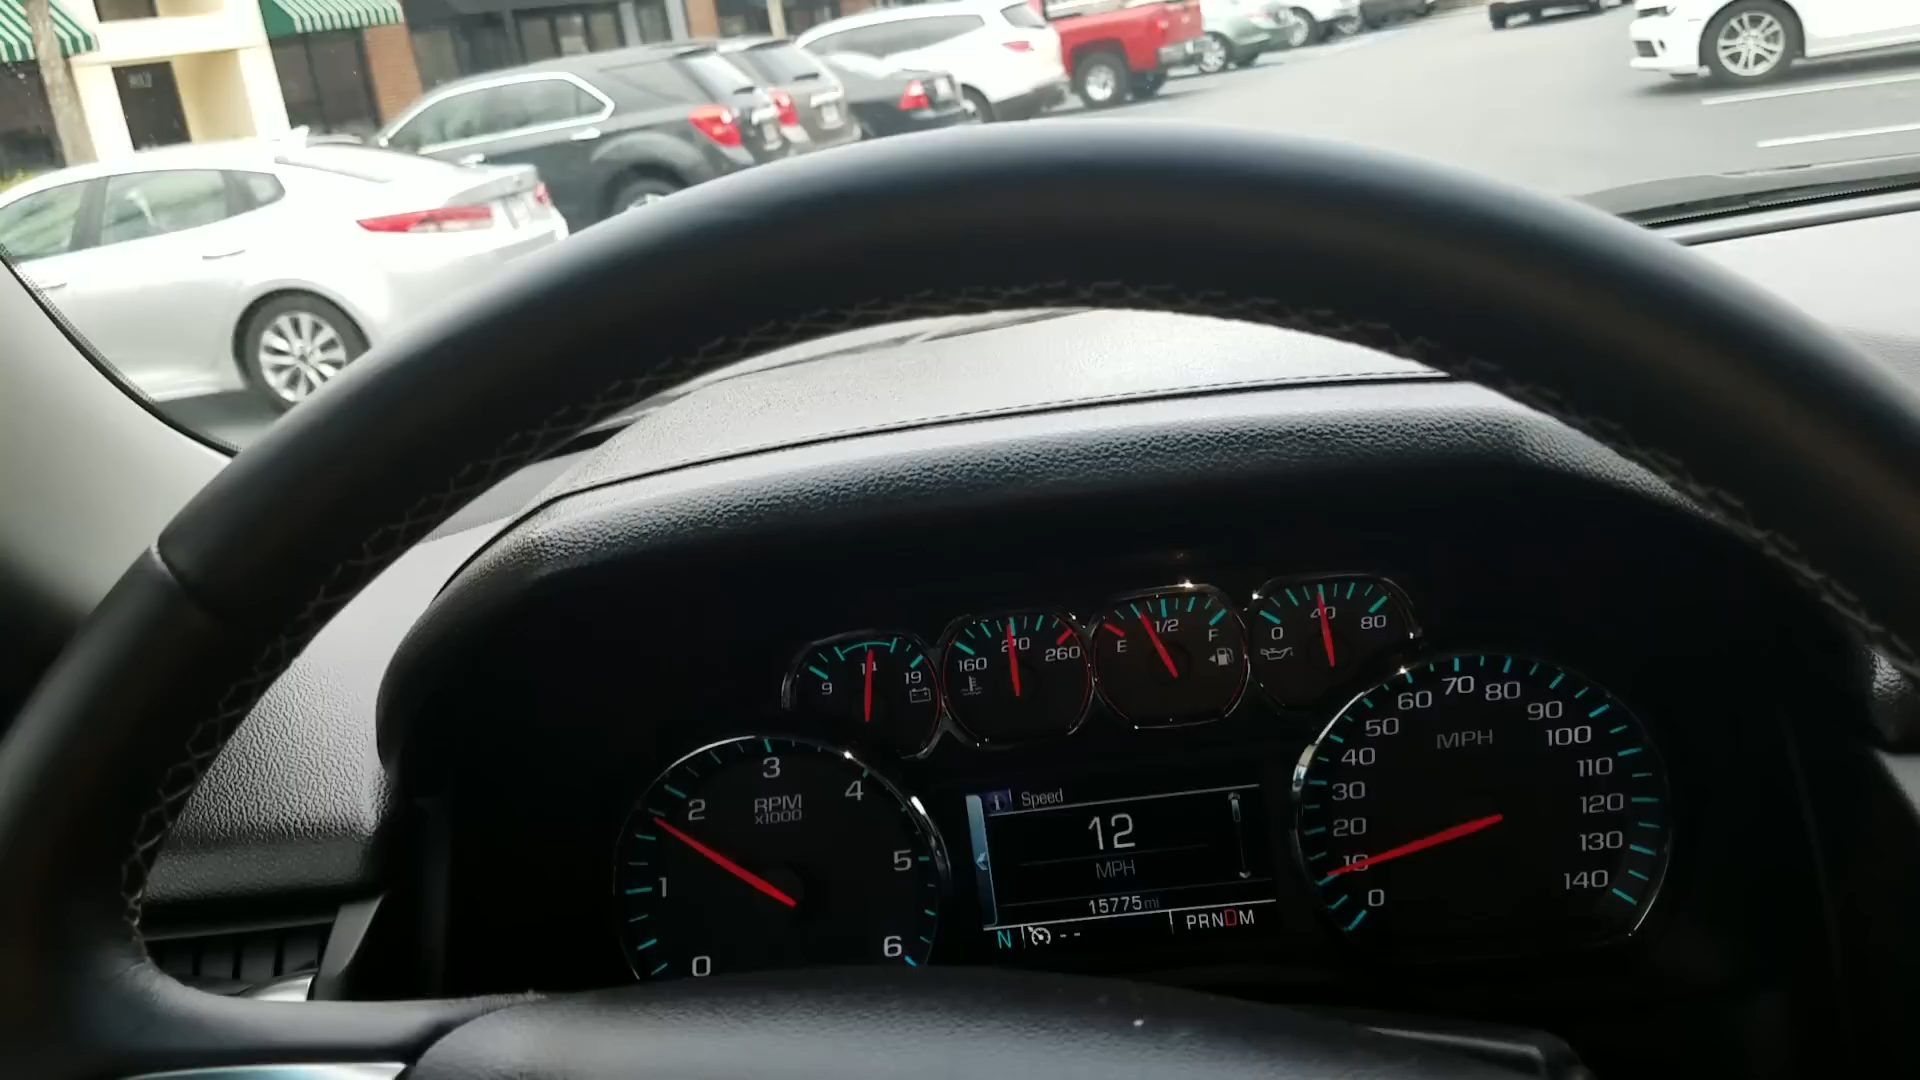 9 14 19
160 210 260
E 1/2 F
0 40 80
0 1 2 3 4 5 6
RPM
x1000
Speed
12
MPH
15775 mi
N -- PRNDM
0 10 20 30 40 50 60 70 80 90 100 110 120 130 140
MPH